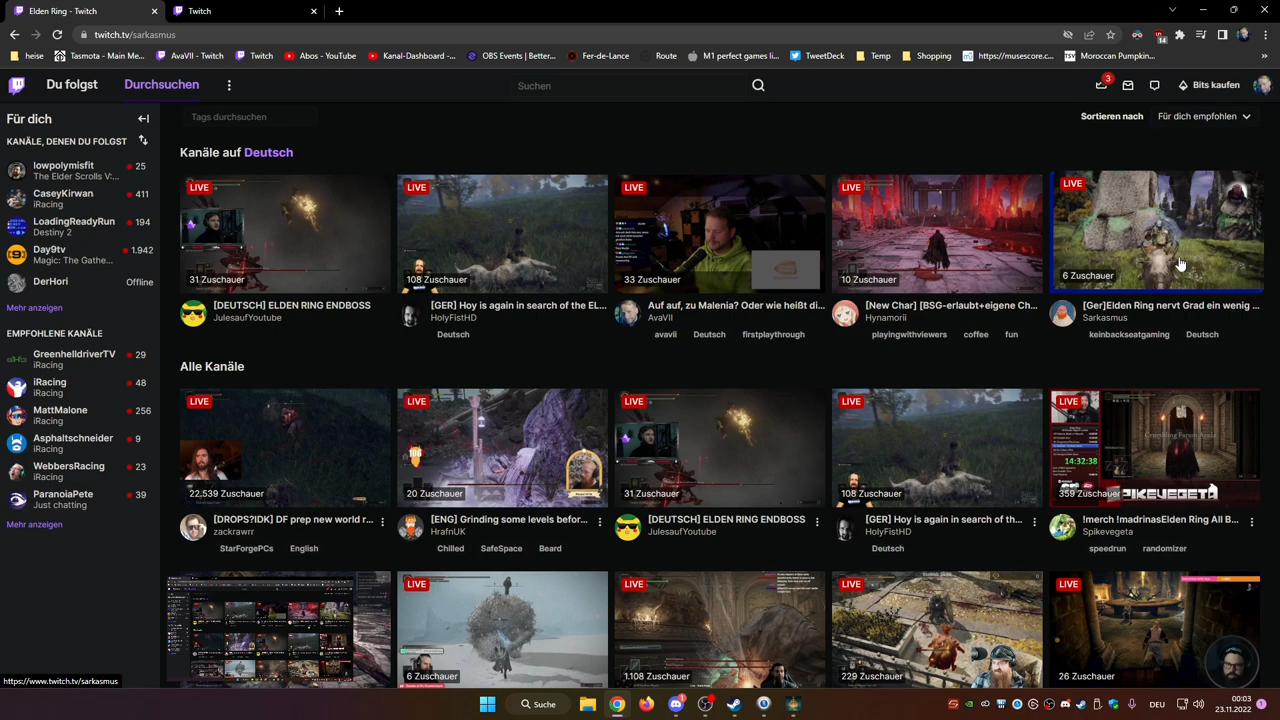 Elden Ring - Twitch
Twitch
twitch.tv/sarkasmus
14
heise
Tasmota - Main Me...
AvaVII - Twitch
Twitch
Abos - YouTube
Kanal-Dashboard -...
OBS Events | Better...
Fer-de-Lance
Route
M1 perfect games li...
TweetDeck
Temp
Shopping
https://musescore.c...
TSV
Moroccan Pumpkin...
»
Du folgst
Durchsuchen
Suchen
3
Bits kaufen
Für dich
KANÄLE, DENEN DU FOLGST
lowpolymisfit
25
The Elder Scrolls V:...
CaseyKirwan
411
iRacing
LoadingReadyRun
194
Destiny 2
Day9tv
1.942
Magic: The Gathe...
DerHori
Offline
Mehr anzeigen
EMPFOHLENE KANÄLE
GreenhelldriverTV
29
iRacing
iRacing
48
iRacing
MattMalone
256
iRacing
Asphaltschneider
9
iRacing
WebbersRacing
23
iRacing
ParanoiaPete
39
Just chatting
Mehr anzeigen
Tags durchsuchen
Sortieren nach
Für dich empfohlen
Kanäle auf Deutsch
LIVE
31 Zuschauer
[DEUTSCH] ELDEN RING ENDBOSS
JulesaufYoutube
LIVE
108 Zuschauer
[GER] Hoy is again in search of the EL...
HolyFistHD
Deutsch
LIVE
33 Zuschauer
Auf auf, zu Malenia? Oder wie heißt di...
AvaVII
avavii
Deutsch
firstplaythrough
LIVE
10 Zuschauer
[New Char] [BSG-erlaubt+eigene Ch...
Hynamorii
playingwithviewers
coffee
fun
LIVE
6 Zuschauer
[Ger]Elden Ring nervt Grad ein wenig ...
Sarkasmus
keinbackseatgaming
Deutsch
Alle Kanäle
LIVE
22.539 Zuschauer
[DROPS?IDK] DF prep new world r...
zackrawrr
StarForgePCs
English
LIVE
106
20 Zuschauer
[ENG] Grinding some levels befor...
HrafnUK
Chilled
SafeSpace
Beard
LIVE
31 Zuschauer
[DEUTSCH] ELDEN RING ENDBOSS
JulesaufYoutube
LIVE
108 Zuschauer
[GER] Hoy is again in search of th...
HolyFistHD
Deutsch
LIVE
14:32:38
359 Zuschauer
SPIKEVEGETA
!merch !madrinasElden Ring All B...
Spikevegeta
speedrun
randomizer
LIVE
6 Zuschauer
LIVE
1.108 Zuschauer
LIVE
229 Zuschauer
LIVE
26 Zuschauer
https://www.twitch.tv/sarkasmus
Suche
1
DEU
00:03
23.11.2022
1